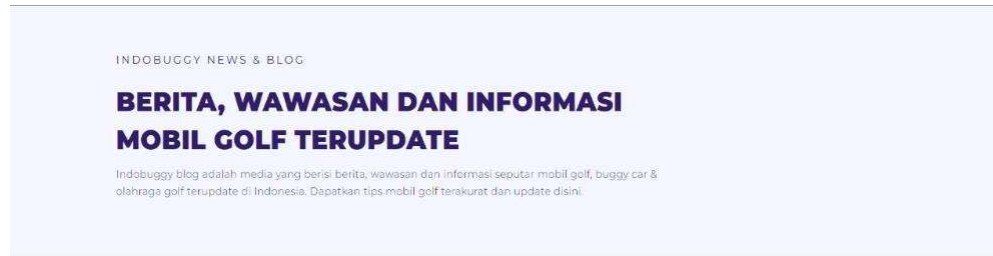 INDOBUGGY NEWS & BLOG
BERITA, WAWASAN DAN INFORMASI
MOBIL GOLF TERUPDATE
Indobuggy blog adalah media yang berisi berita, wawasan dan informasi seputar mobil golf, buggy car &
olahraga golf terupdate di Indonesia. Dapatkan tips mobil golf terakurat dan update disini.